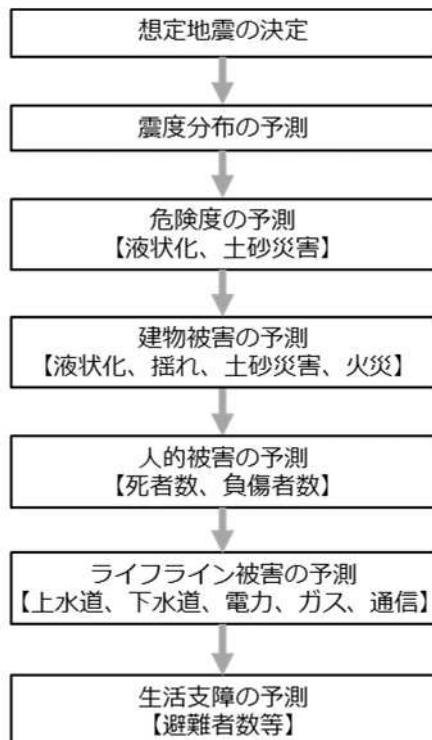 想定地震の決定
震度分布の予測
危険度の予測
【液状化、土砂災害】
建物被害の予測
【液状化、揺れ、土砂災害、火災】
人的被害の予測
【死者数、負傷者数】
ライフライン被害の予測
【上水道、下水道、電力、ガス、通信】
生活支障の予測
【避難者数等】